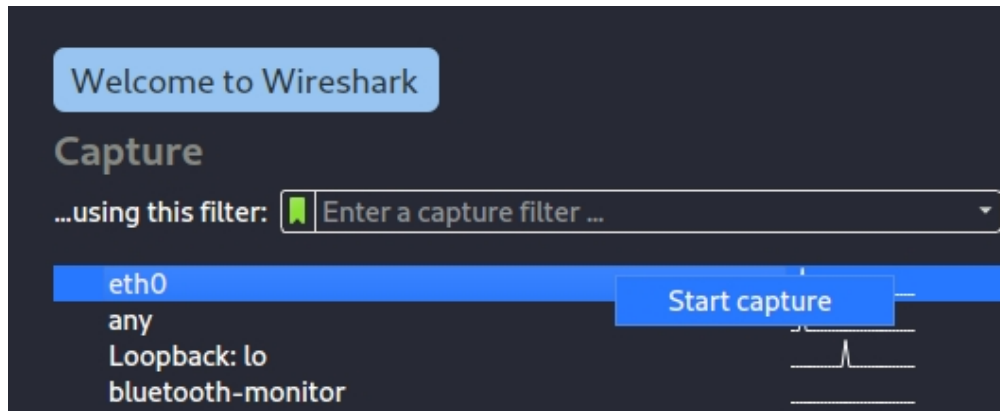 Welcome to Wireshark
Capture
...using this filter: Enter a capture filter ...
eth0
Start capture
any
Loopback: lo
bluetooth-monitor